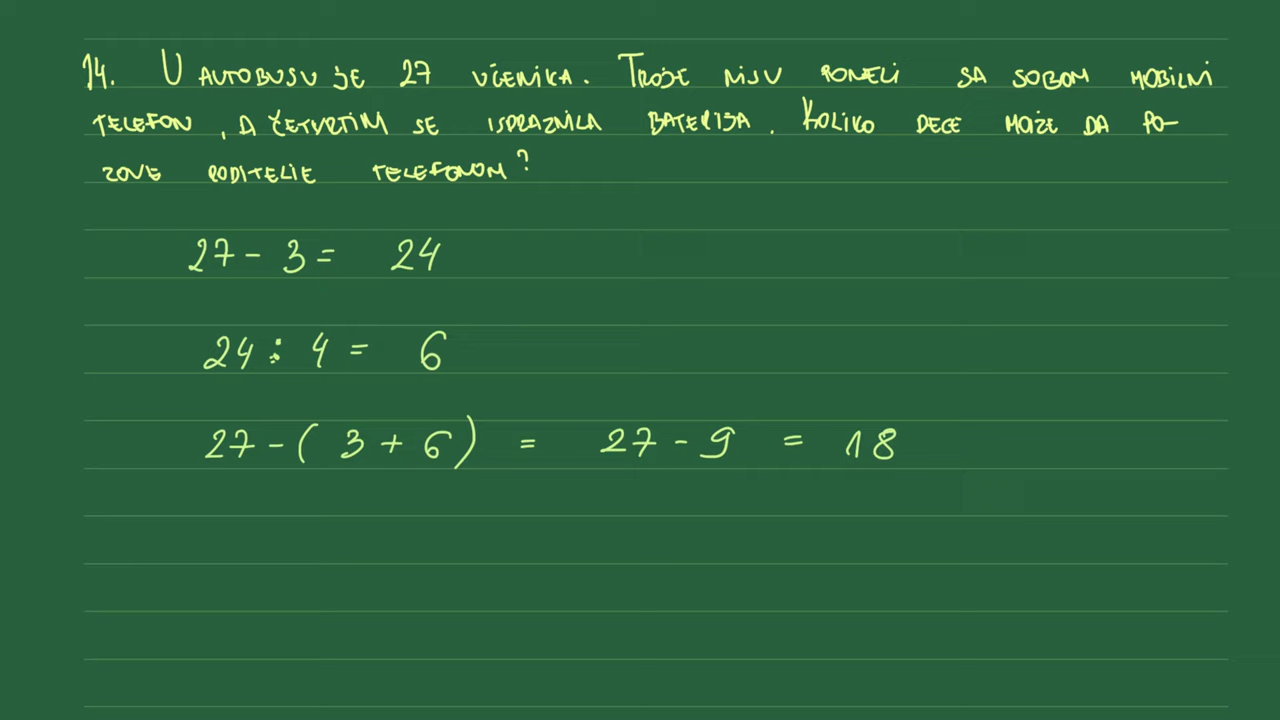 14. U AUTOBUSU JE 27 UČENIKA. TROJE NISU PONELI SA SOBOM MOBILNI
TELEFON, A ČETVRTINI SE ISPRAZNILA BATERIJA. KOLIKO DECE MOŽE DA PO-
ZOVE RODITELJE TELEFONOM?
27 - 3 = 24
24 : 4 = 6
27 - ( 3 + 6 ) = 27 - 9 = 18